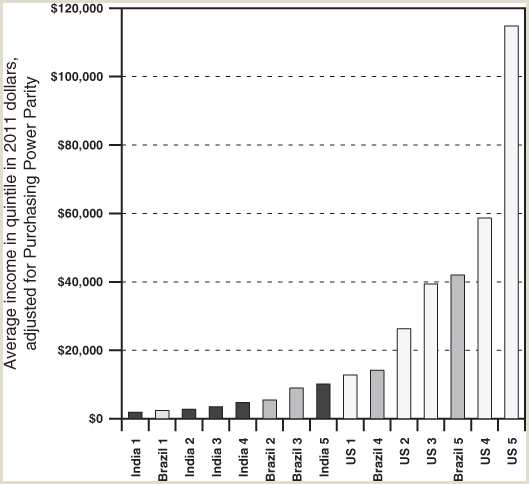 Average income in quintile in 2011 dollars,
adjusted for Purchasing Power Parity
$120,000
$100,000
$80,000
$60,000
$40,000
$20,000
$0
India 1
Brazil 1
India 2
India 3
India 4
Brazil 2
Brazil 3
India 5
US 1
Brazil 4
US 2
US 3
Brazil 5
US 4
US 5